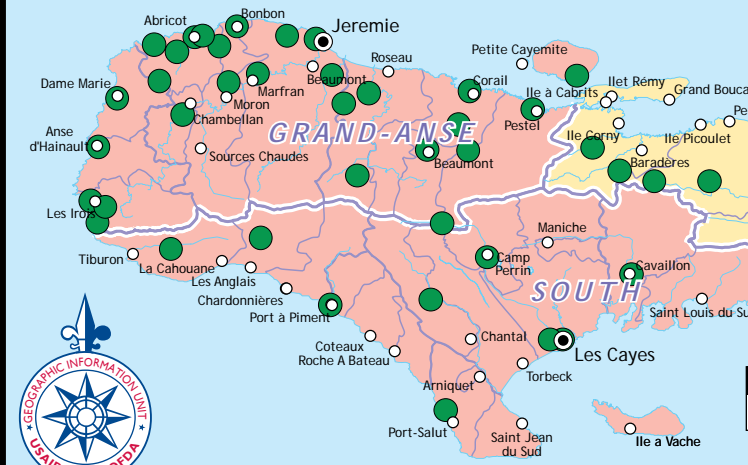 Bonbon
Abricot
Jeremie
Petite Cayemite
Roseau
Beaumont
Corail
Ilet Rémy
Dame Marie
Marfran
Ile à Cabrits
Grand Bouca
Moron
Chambellan
Pestel
Pe
GRAND-ANSE
Ile Corny
Ile Picoulet
Anse
d'Hainault
Sources Chaudes
Beaumont
Baradères
Les Irois
Maniche
Tiburon
La Cahouane
Camp
Perrin
Cavaillon
Les Anglais
Chardonnières
SOUTH
Port à Piment
Saint Louis du Su
Coteaux
Chantal
Roche A Bateau
Les Cayes
Arniquet
Torbeck
Port-Salut
Saint Jean
du Sud
Ile a Vache
GEOGRAPHIC INFORMATION UNIT
USAI
OFDA